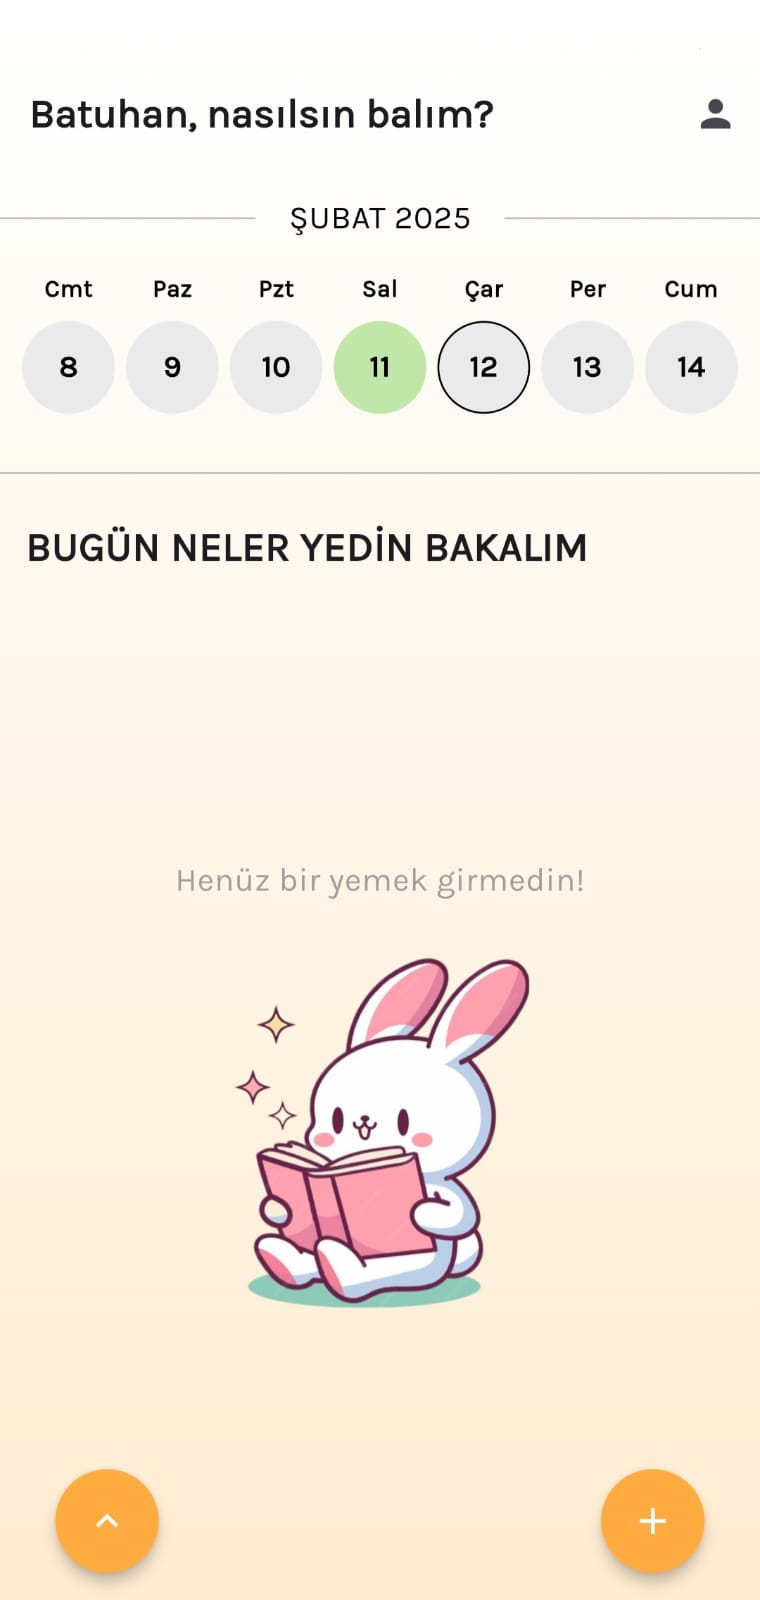 Batuhan, nasılsın balım?
ŞUBAT 2025
Cmt Paz Pzt Sal Çar Per Cum
8 9 10 11 12 13 14
BUGÜN NELER YEDİN BAKALIM
Henüz bir yemek girmedin!